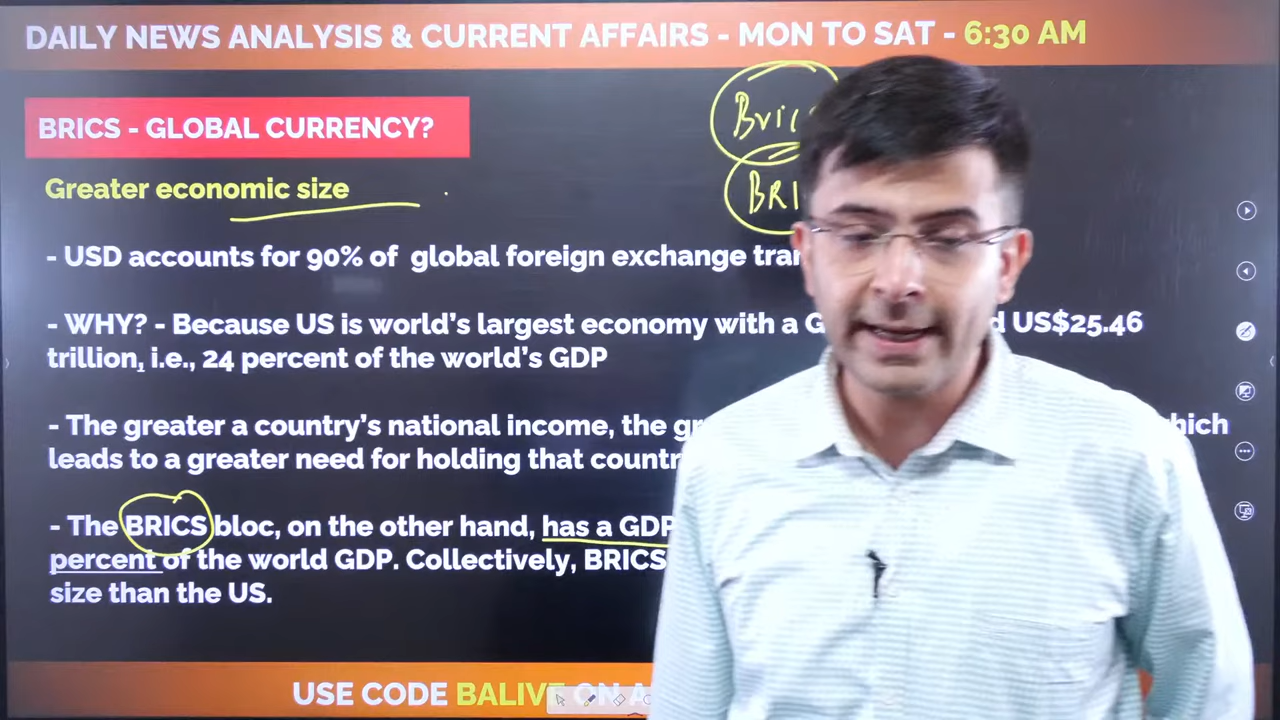 DAILY NEWS ANALYSIS & CURRENT AFFAIRS - MON TO SAT - 6:30 AM
BRICS - GLOBAL CURRENCY?
Greater economic size
- USD accounts for 90% of global foreign exchange
- WHY? - Because US is world's largest economy with a US$25.46
trillion, i.e., 24 percent of the world's GDP
- The greater a country's national income, the
leads to a greater need for holding that
- The BRICS bloc, on the other hand, has a GDP
percent of the world GDP. Collectively, BRICS
size than the US.
USE CODE BALIVE ON